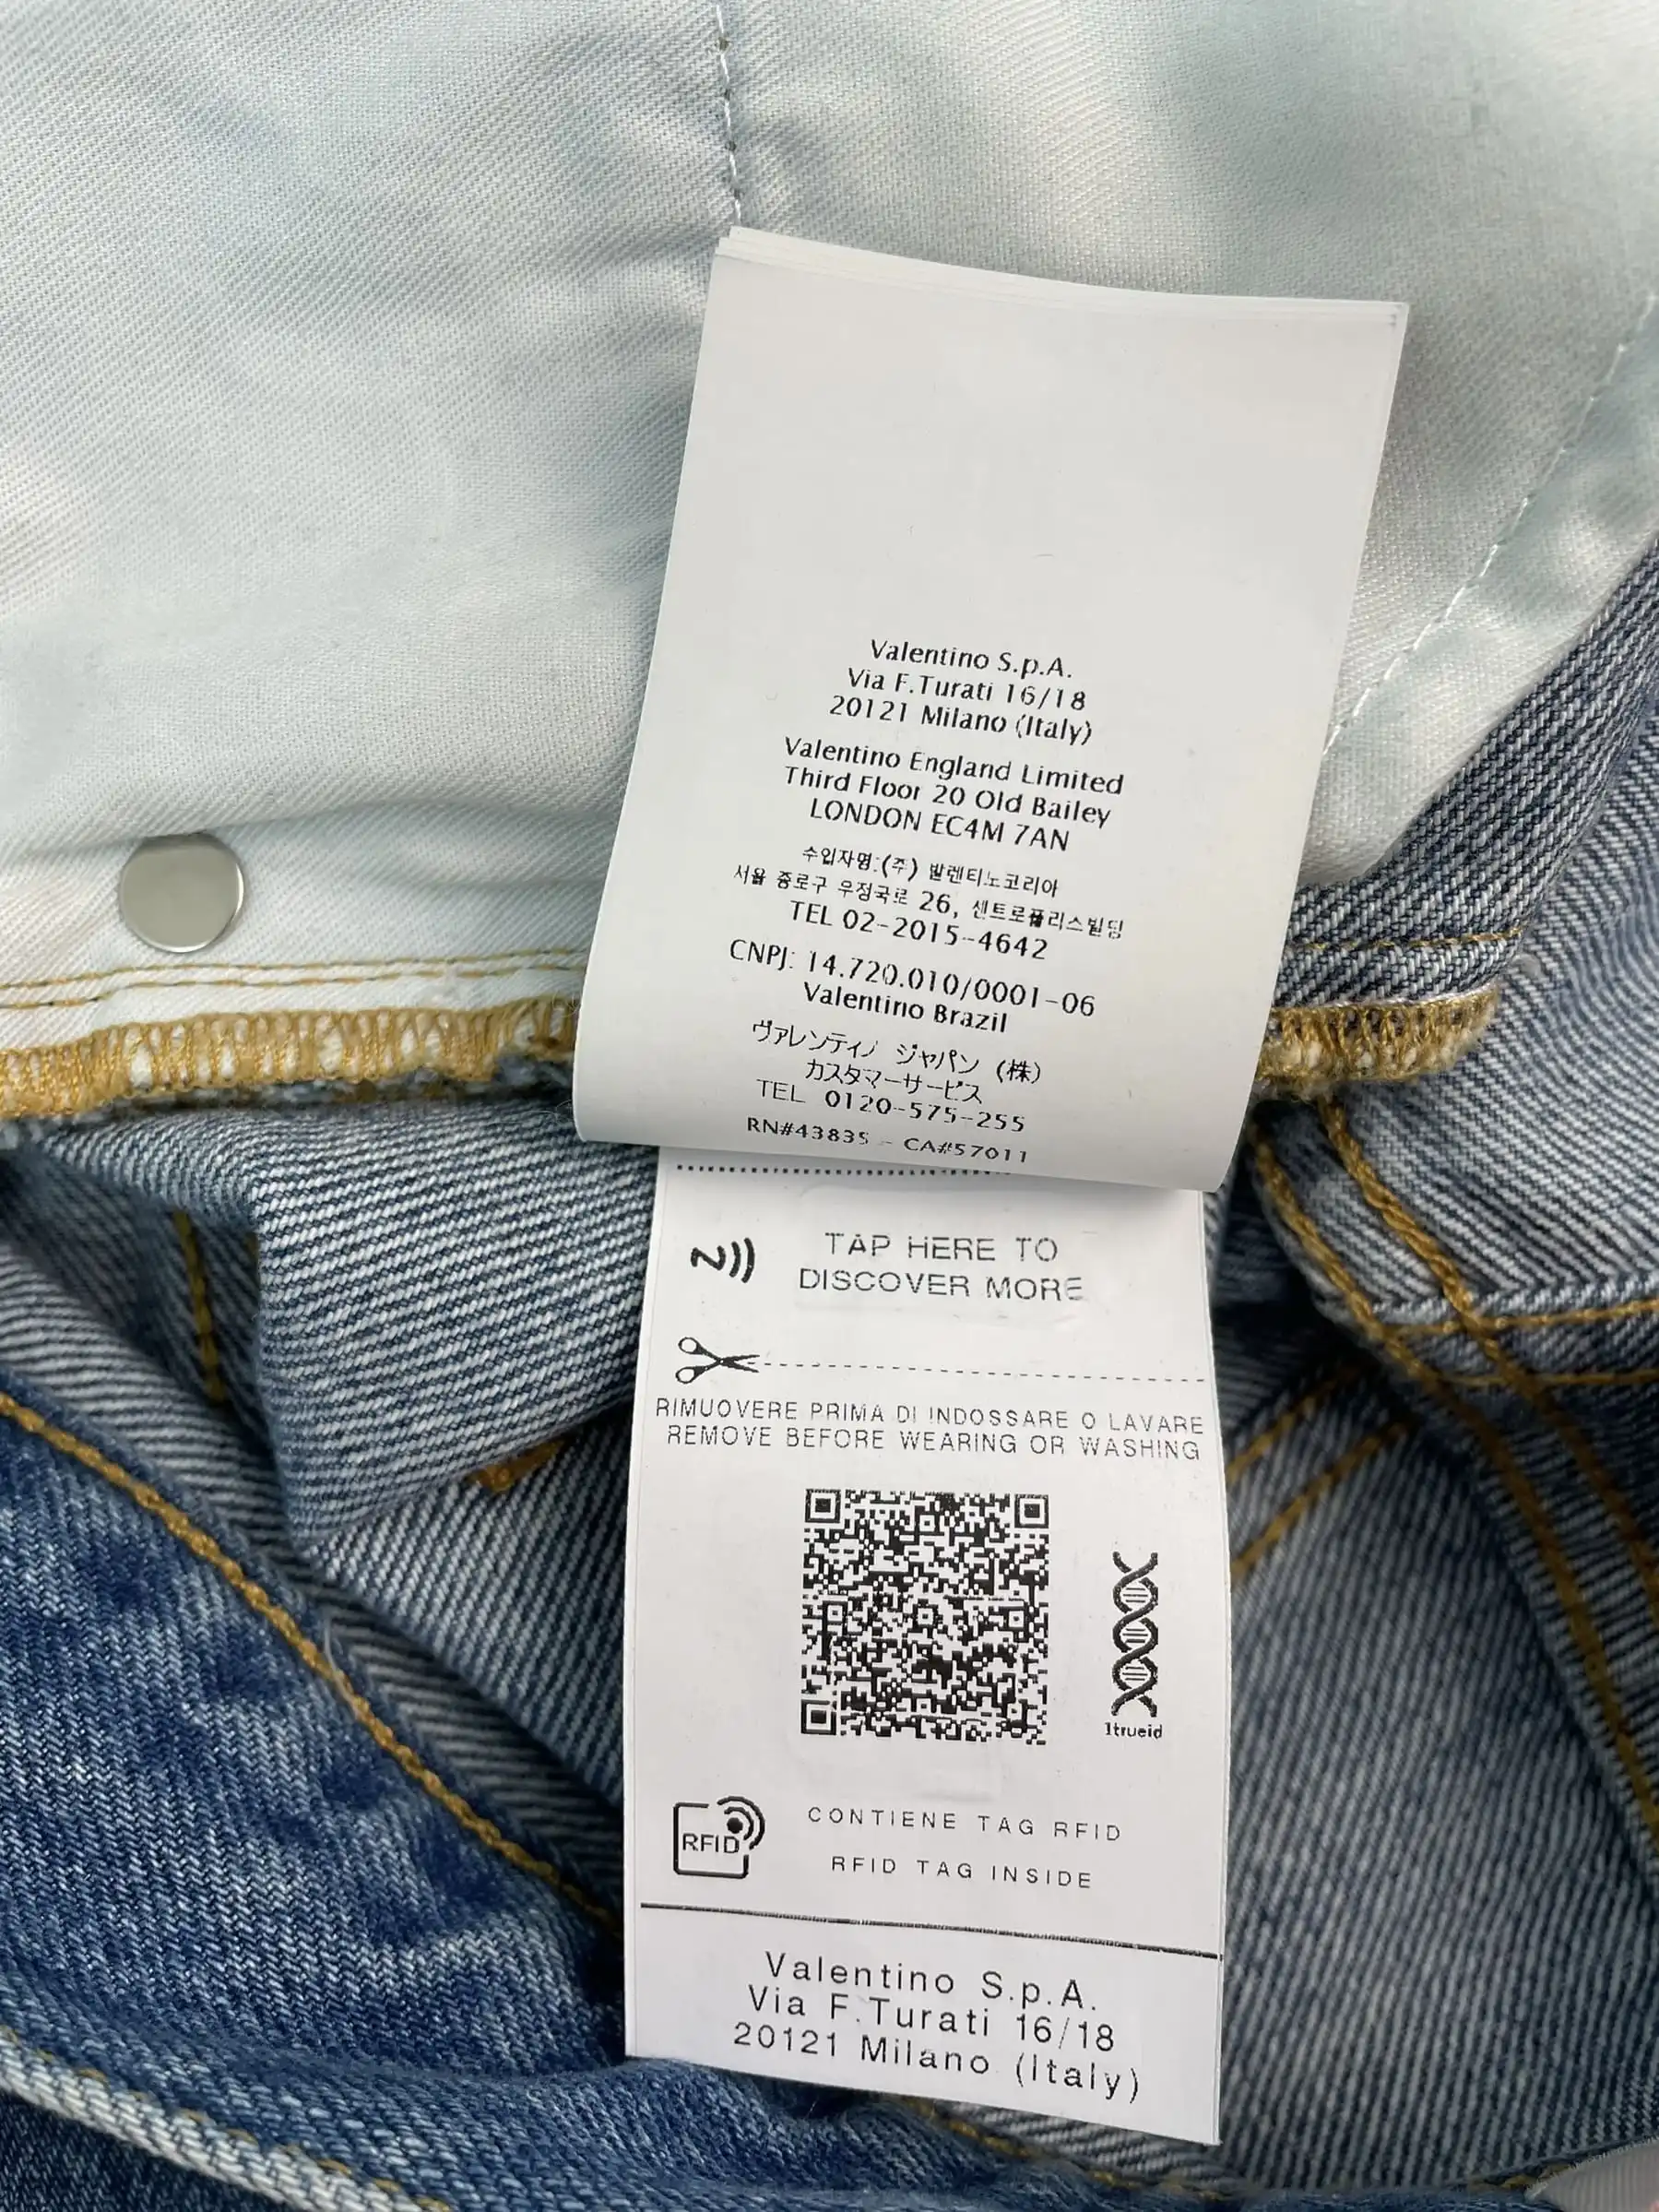 Valentino S.p.A.
Via F.Turati 16/18
20121 Milano (Italy)
Valentino England Limited
Third Floor 20 Old Bailey
LONDON EC4M 7AN
수입자명:(주) 발렌티노코리아
서울 종로구 우정국로 26, 센트로폴리스빌딩
TEL 02-2015-4642
CNPJ: 14.720.010/0001-06
Valentino Brazil
ヴァレンティノ ジャパン (株)
カスタマーサービス
TEL 0120-575-255
RN#43835 - CA#57011
TAP HERE TO
DISCOVER MORE
RIMUOVERE PRIMA DI INDOSSARE O LAVARE
REMOVE BEFORE WEARING OR WASHING
1trueid
RFID
CONTIENE TAG RFID
RFID TAG INSIDE
Valentino S.p.A.
Via F.Turati 16/18
20121 Milano (Italy)